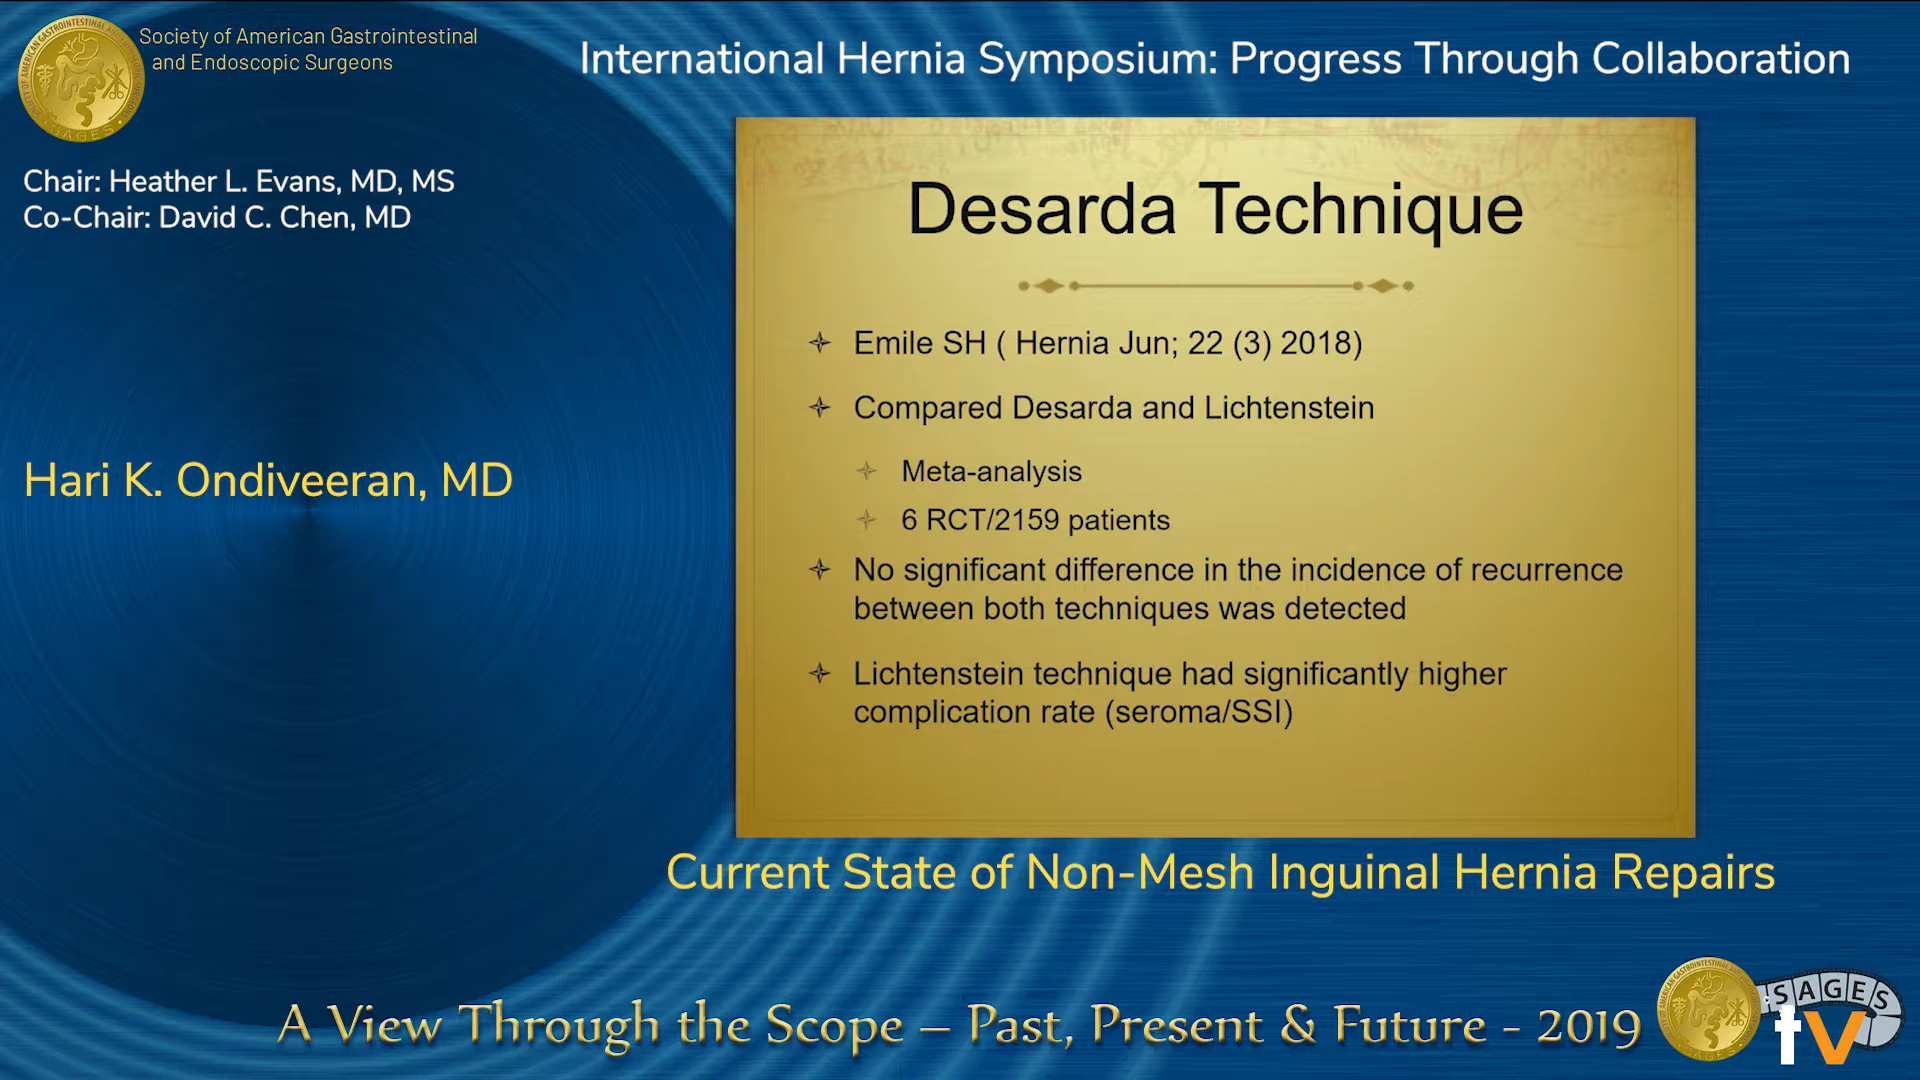 Society of American Gastrointestinal
and Endoscopic Surgeons
International Hernia Symposium: Progress Through Collaboration
Chair: Heather L. Evans, MD, MS
Co-Chair: David C. Chen, MD
Hari K. Ondiveeran, MD
Desarda Technique
Emile SH ( Hernia Jun; 22 (3) 2018)
Compared Desarda and Lichtenstein
Meta-analysis
6 RCT/2159 patients
No significant difference in the incidence of recurrence
between both techniques was detected
Lichtenstein technique had significantly higher
complication rate (seroma/SSI)
Current State of Non-Mesh Inguinal Hernia Repairs
A View Through the Scope – Past, Present & Future - 2019
SAGES
tv